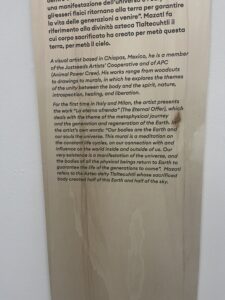 una manifestazione dell'universo e
gli esseri fisici ritornano alla terra per garantire
la vita delle generazioni a venire". Mazatl fa
riferimento alla divinità azteca Tlaltecuhtli il
cui corpo sacrificato ha creato per metà questa
terra, per metà il cielo.
A visual artist based in Chiapas, Mexico, he is a member
of the Justseeds Artists' Cooperative and of APC
(Animal Power Crew). His works range from woodcuts
to drawings to murals, in which he explores the themes
of the unity between the body and the spirit, nature,
introspection, healing, and liberation.
For the first time in Italy and Milan, the artist presents
the work "La eterna ofrenda" (The Eternal Offer), which
deals with the theme of the metaphysical journey
and the generation and regeneration of the Earth. In
the artist's own words: "Our bodies are the Earth and
our souls the universe. This mural is a meditation on
the constant life cycles, on our connection with and
influence on the world inside and outside of us. Our
very existence is a manifestation of the universe, and
the bodies of all the physical beings return to Earth to
guarantee the life of the generations to come". Mazatl
refers to the Aztec deity Tlaltecuhtli whose sacrificed
body created half of this Earth and half of the sky.